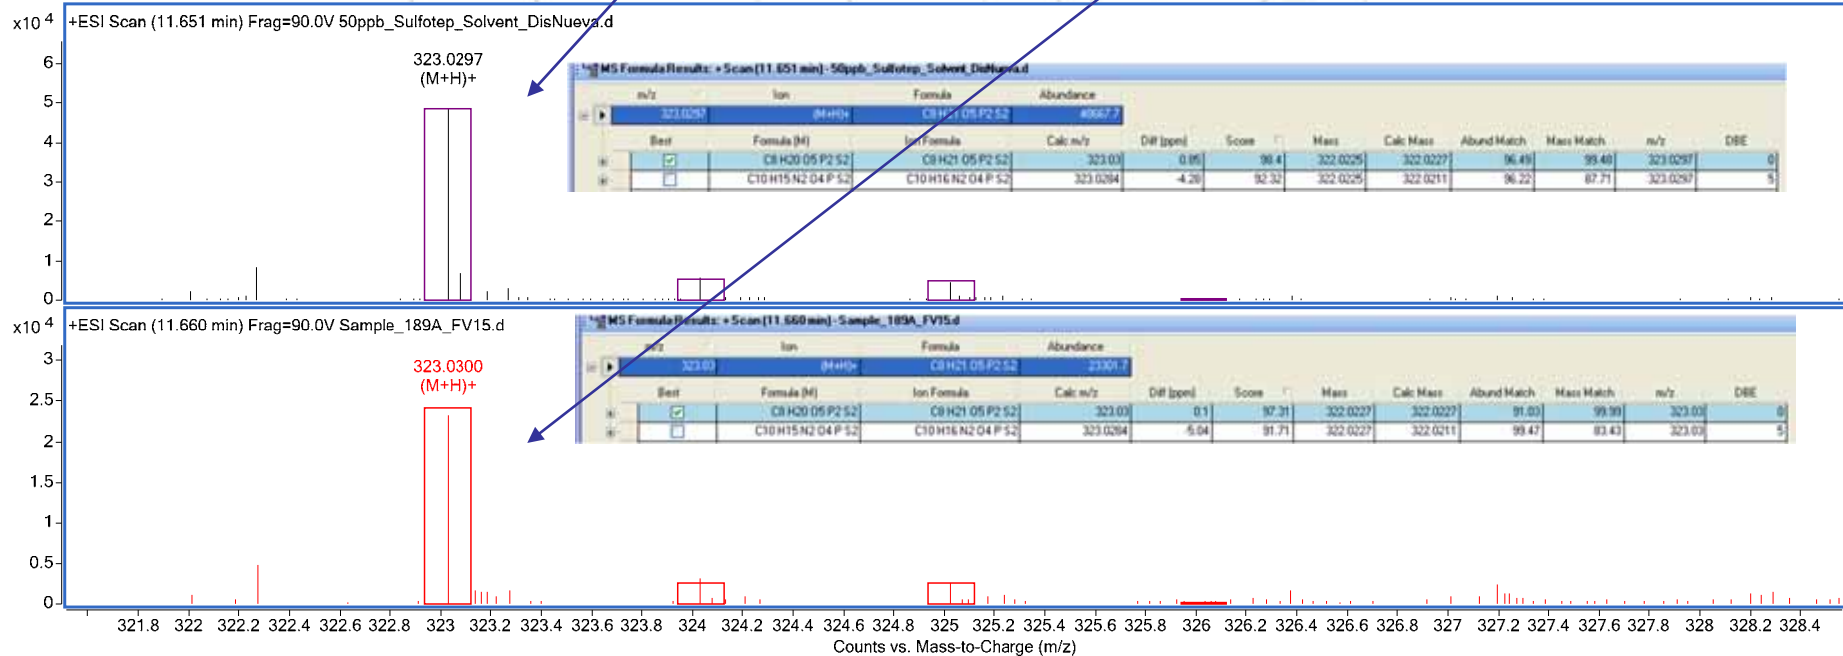 x10 4
+ESI Scan (11.651 min) Frag=90.0V 50ppb_Sulfotep_Solvent_DisNueva.d
6
5
4
3
2
1
0
323.0297
(M+H)+
MS Formula Results: + Scan (11.651 min) - 50ppb_Sulfotep_Solvent_DisNueva.d
m/z Ion Formula Abundance
323.0297 (M+H)+ C8 H21 O5 P2 S2 48667.7
Best Formula (M) Ion Formula Calc m/z Diff (ppm) Score Mass Calc Mass Abund Match Mass Match m/z DBE
C8 H20 O5 P2 S2 C8 H21 O5 P2 S2 323.03 0.85 98.4 322.0225 322.0227 96.49 99.48 323.0297 0
C10 H15 N2 O4 P S2 C10 H16 N2 O4 P S2 323.0284 -4.28 92.32 322.0225 322.0211 96.22 87.71 323.0297 5
x10 4
+ESI Scan (11.660 min) Frag=90.0V Sample_189A_FV15.d
3
2.5
2
1.5
1
0.5
0
323.0300
(M+H)+
MS Formula Results: + Scan (11.660 min) - Sample_189A_FV15.d
m/z Ion Formula Abundance
323.03 (M+H)+ C8 H21 O5 P2 S2 23301.7
Best Formula (M) Ion Formula Calc m/z Diff (ppm) Score Mass Calc Mass Abund Match Mass Match m/z DBE
C8 H20 O5 P2 S2 C8 H21 O5 P2 S2 323.03 0.1 97.31 322.0227 322.0227 91.03 99.99 323.03 0
C10 H15 N2 O4 P S2 C10 H16 N2 O4 P S2 323.0284 -5.04 91.71 322.0227 322.0211 99.47 83.43 323.03 5
321.8 322 322.2 322.4 322.6 322.8 323 323.2 323.4 323.6 323.8 324 324.2 324.4 324.6 324.8 325 325.2 325.4 325.6 325.8 326 326.2 326.4 326.6 326.8 327 327.2 327.4 327.6 327.8 328 328.2 328.4
Counts vs. Mass-to-Charge (m/z)